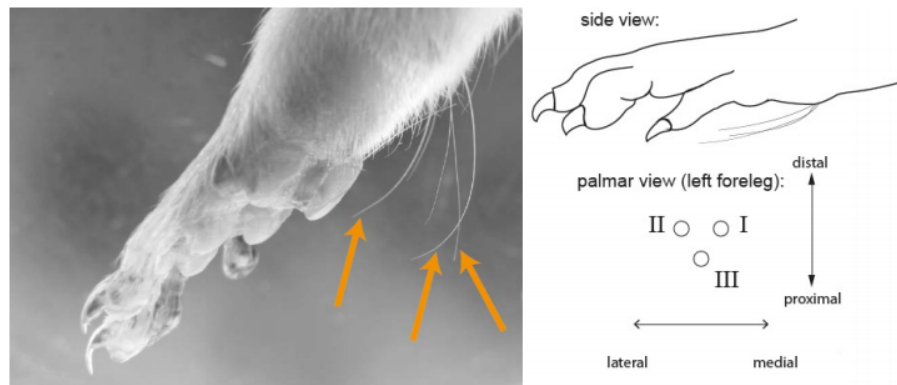 side view:
palmar view (left foreleg):
distal
II I
III
proximal
lateral medial